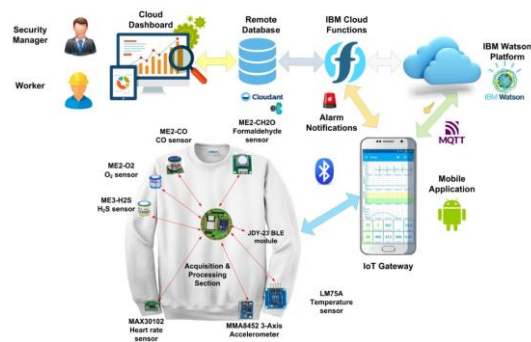 Security
Manager
Worker
Cloud
Dashboard
Remote
Database
IBM Cloud
Functions
IBM Watson
Platform
IBM Watson
Cloudant
Alarm
Notifications
MQTT
Mobile
Application
IoT Gateway
ME2-CO
CO sensor
ME2-CH2O
Formaldehyde
sensor
ME2-O2
O₂ sensor
ME3-H2S
H₂S sensor
JDY-23 BLE
module
Acquisition &
Processing
Section
LM75A
Temperature
sensor
MAX30102
Heart rate
sensor
MMA8452 3-Axis
Accelerometer